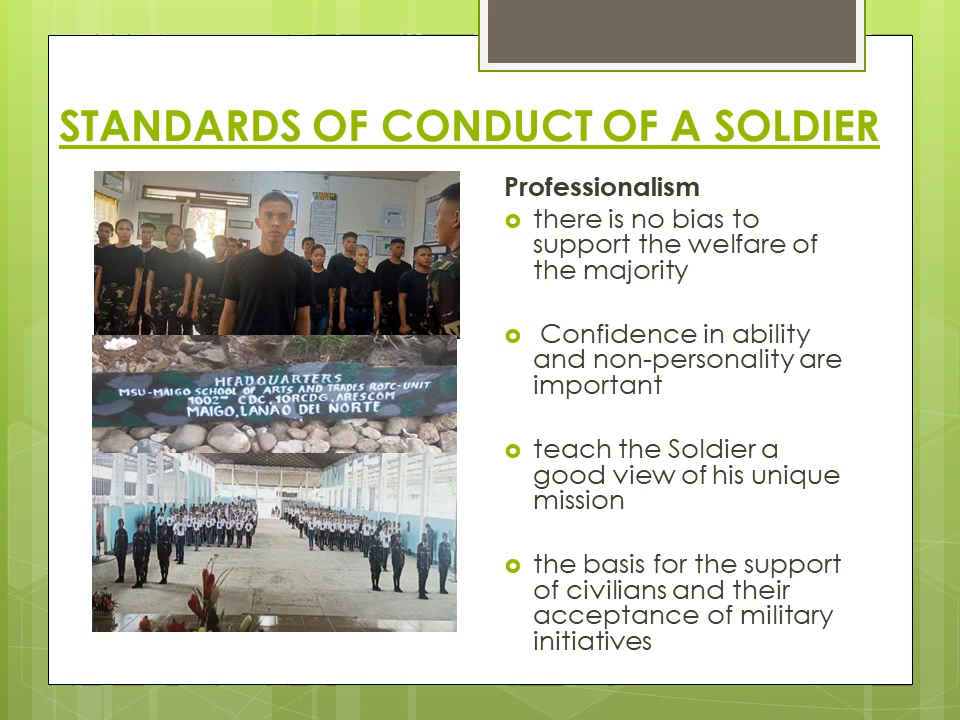 STANDARDS OF CONDUCT OF A SOLDIER
HEADQUARTERS
MSU-MAIGO SCHOOL OF ARTS AND TRADES ROTC-UNIT
1002ND CDC, 10RCDG, ARESCOM
MAIGO, LANAO DEL NORTE
Professionalism
there is no bias to
support the welfare of
the majority
Confidence in ability
and non-personality are
important
teach the Soldier a
good view of his unique
mission
the basis for the support
of civilians and their
acceptance of military
initiatives